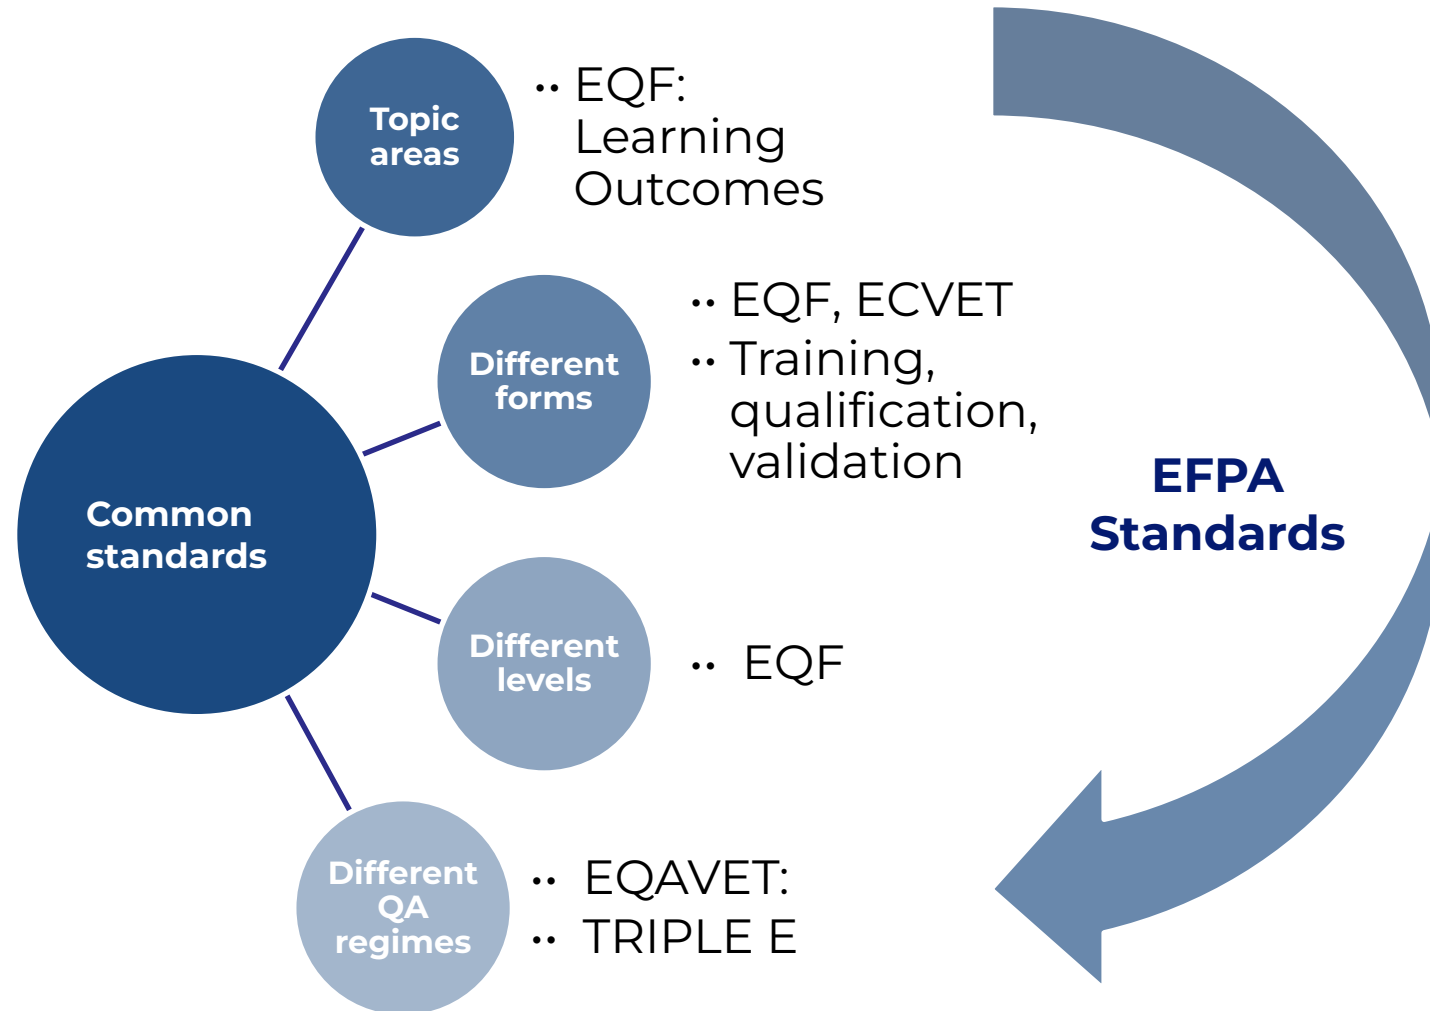 Topic
areas
•• EQF:
Learning
Outcomes
Different
forms
•• EQF, ECVET
•• Training,
qualification,
validation
Common
standards
EFPA
Standards
Different
levels
•• EQF
Different
QA
regimes
•• EQAVET:
•• TRIPLE E